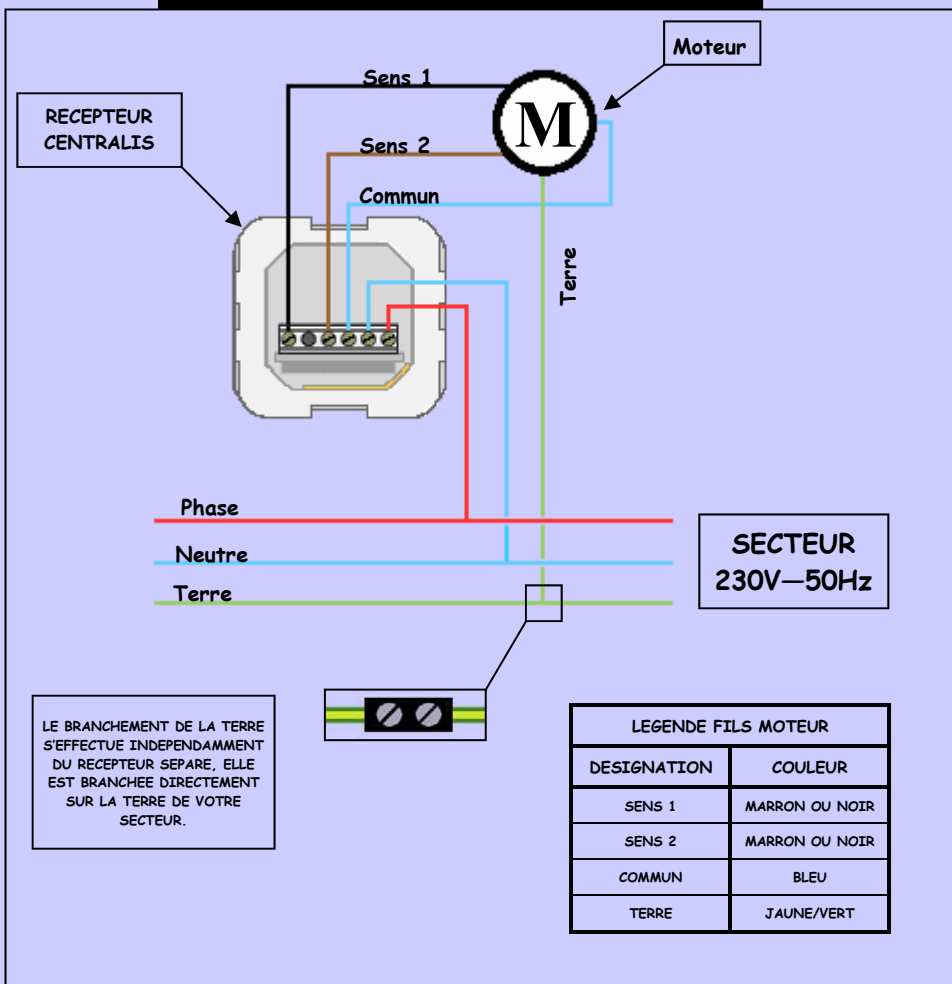 Moteur
Sens 1
RECEPTEUR
CENTRALIS
M
Sens 2
Commun
Terre
Phase
Neutre
Terre
SECTEUR
230V—50Hz
LE BRANCHEMENT DE LA TERRE
S'EFFECTUE INDEPENDAMMENT
DU RECEPTEUR SEPARE, ELLE
EST BRANCHEE DIRECTEMENT
SUR LA TERRE DE VOTRE
SECTEUR.
LEGENDE FILS MOTEUR
DESIGNATION COULEUR
SENS 1 MARRON OU NOIR
SENS 2 MARRON OU NOIR
COMMUN BLEU
TERRE JAUNE/VERT